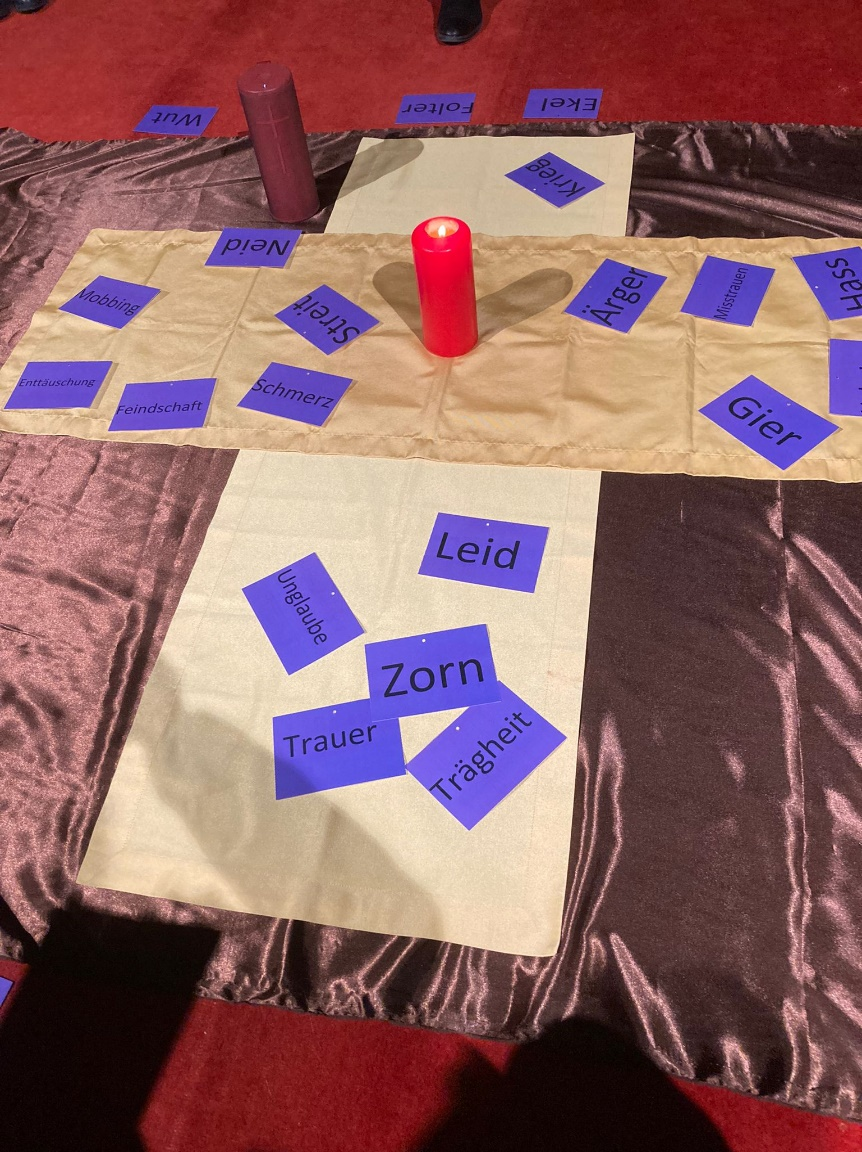 Wut
Folter
Ekel
Krieg
Neid
Mobbing
Streit
Ärger
Misstrauen
Hass
Enttäuschung
Feindschaft
Schmerz
Gier
Leid
Unglaube
Zorn
Trauer
Trägheit